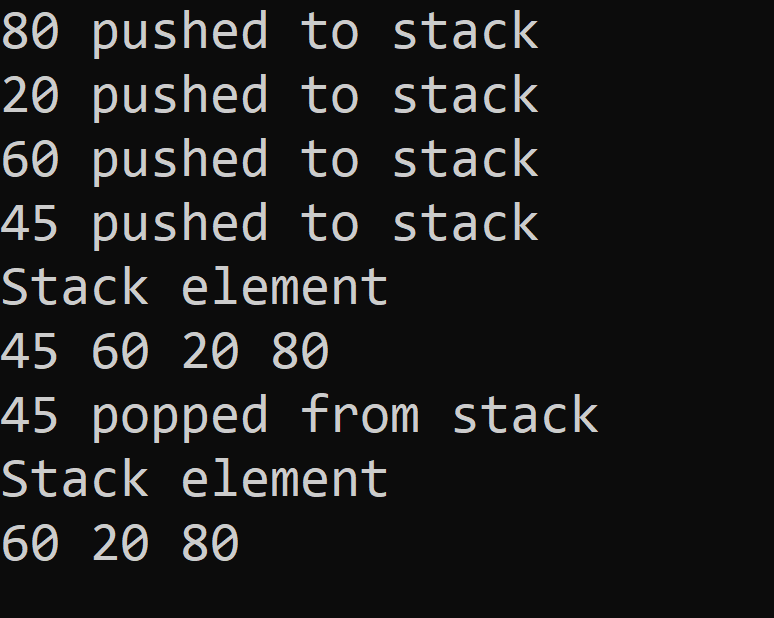 80 pushed to stack
20 pushed to stack
60 pushed to stack
45 pushed to stack
Stack element
45 60 20 80
45 popped from stack
Stack element
60 20 80